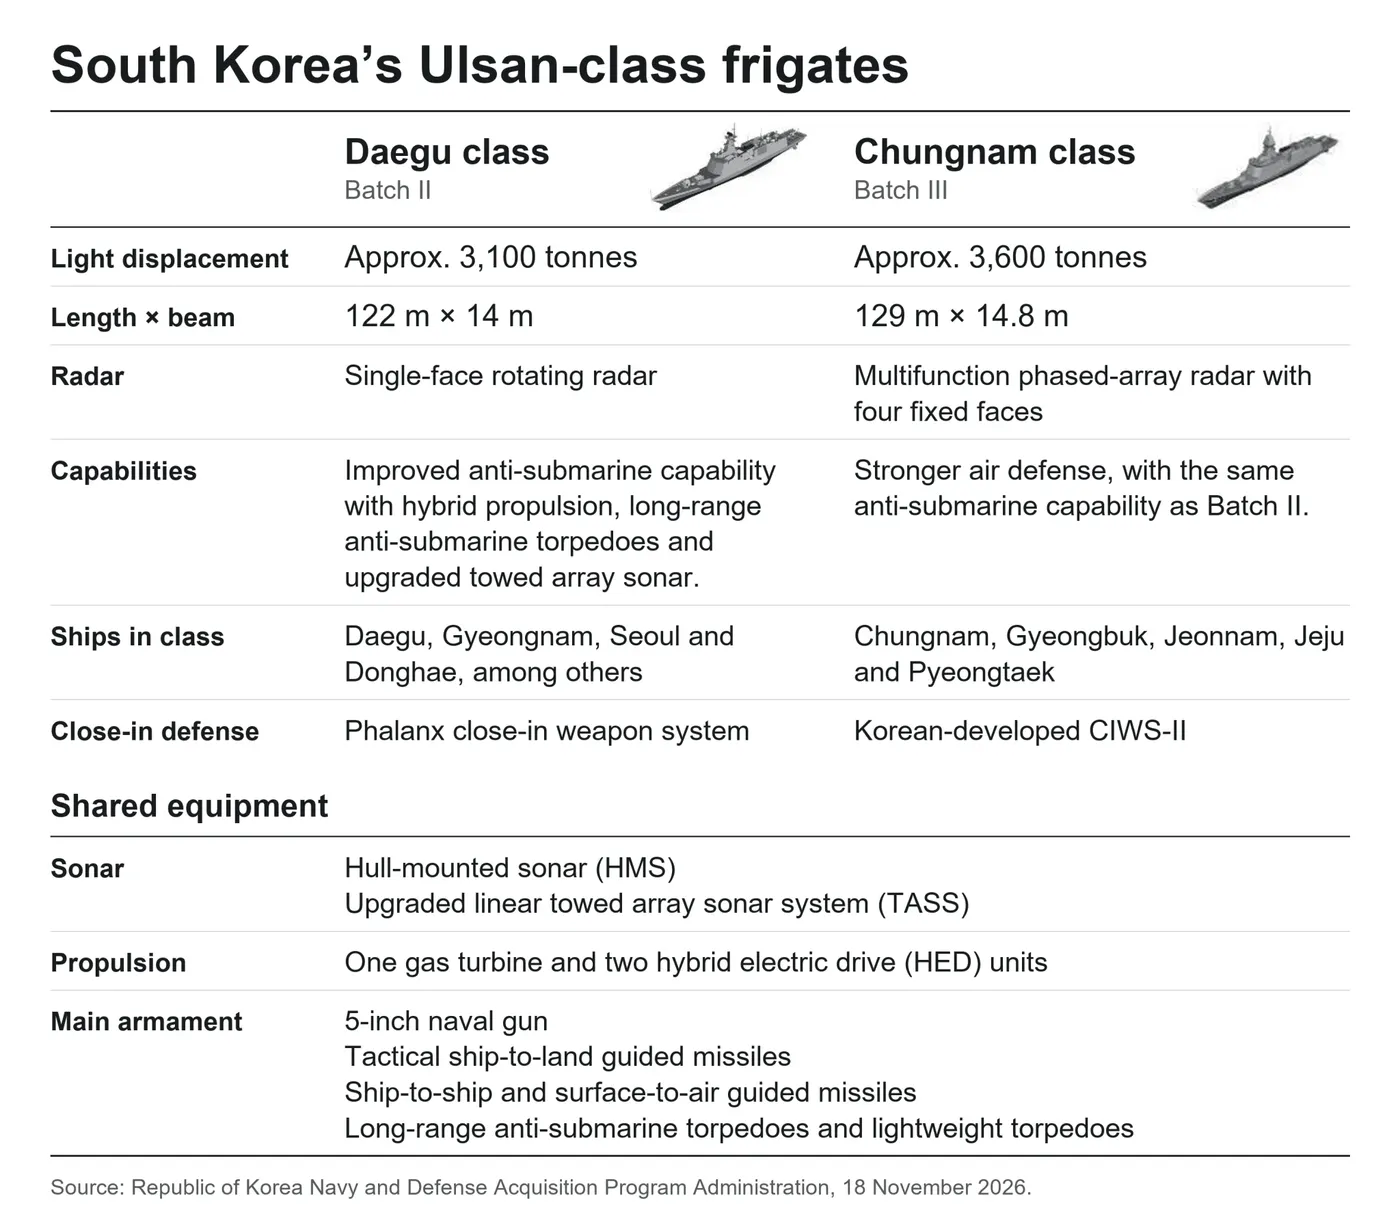 South Korea’s Ulsan-class frigates
Daegu class
Batch II
Chungnam class
Batch III
Light displacement
Approx. 3,100 tonnes
Approx. 3,600 tonnes
Length × beam
122 m × 14 m
129 m × 14.8 m
Radar
Single-face rotating radar
Multifunction phased-array radar with
four fixed faces
Capabilities
Improved anti-submarine capability
with hybrid propulsion, long-range
anti-submarine torpedoes and
upgraded towed array sonar.
Stronger air defense, with the same
anti-submarine capability as Batch II.
Ships in class
Daegu, Gyeongnam, Seoul and
Donghae, among others
Chungnam, Gyeongbuk, Jeonnam, Jeju
and Pyeongtaek
Close-in defense
Phalanx close-in weapon system
Korean-developed CIWS-II
Shared equipment
Sonar
Hull-mounted sonar (HMS)
Upgraded linear towed array sonar system (TASS)
Propulsion
One gas turbine and two hybrid electric drive (HED) units
Main armament
5-inch naval gun
Tactical ship-to-land guided missiles
Ship-to-ship and surface-to-air guided missiles
Long-range anti-submarine torpedoes and lightweight torpedoes
Source: Republic of Korea Navy and Defense Acquisition Program Administration, 18 November 2026.